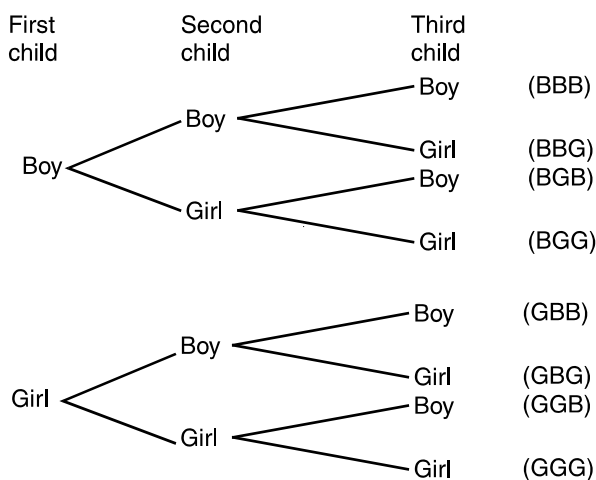 First Second Third
child child child
Boy (BBB)
Boy
Girl (BBG)
Boy
Boy (BGB)
Girl
Girl (BGG)
Boy (GBB)
Boy
Girl (GBG)
Girl
Boy (GGB)
Girl
Girl (GGG)